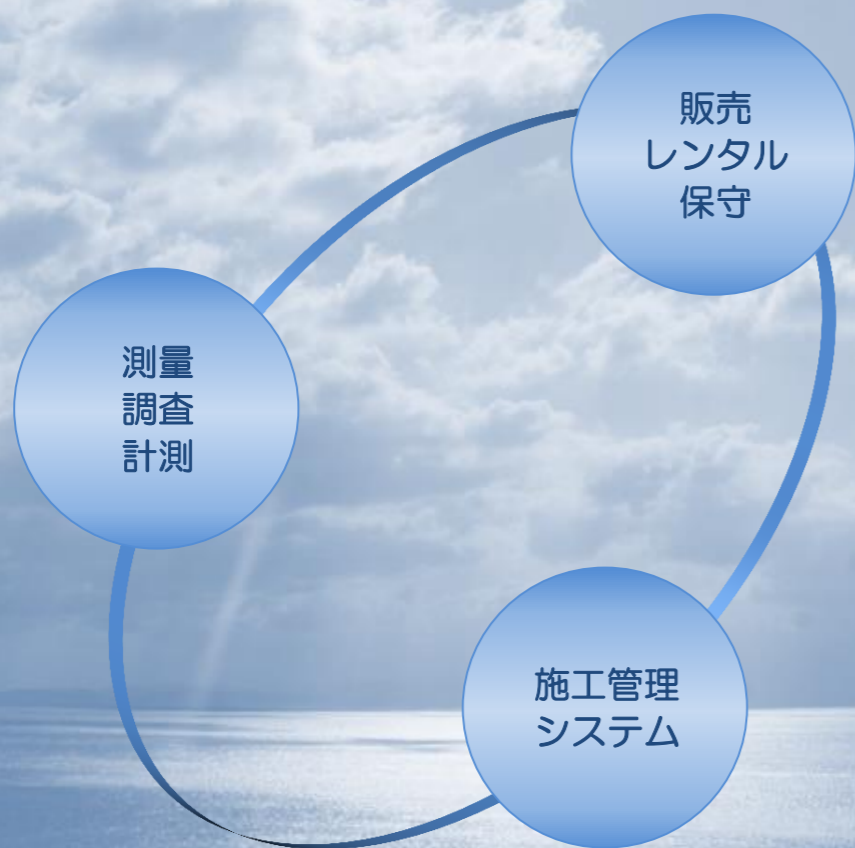 販売
レンタル
保守
測量
調査
計測
施工管理
システム